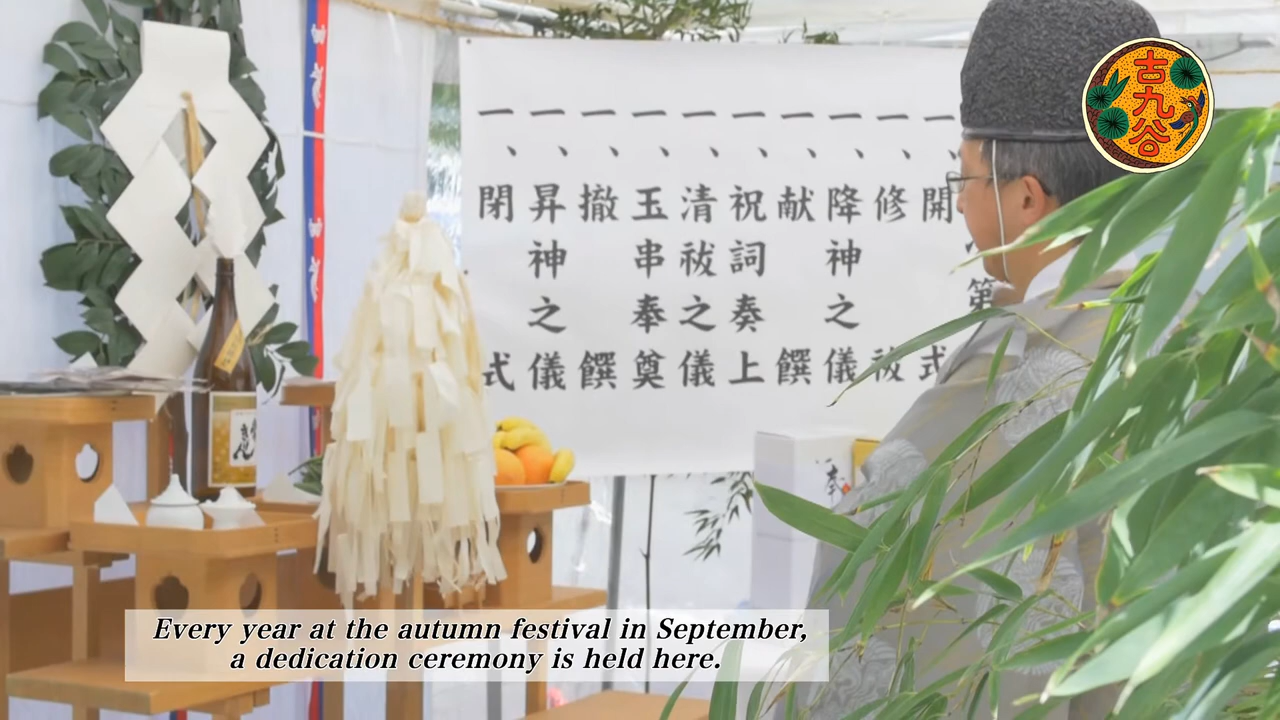 古九谷
第
一、開式
一、修祓
一、降神之儀
一、献饌
一、祝詞奏上
一、清祓之儀
一、玉串奉奠
一、撤饌
一、昇神之儀
一、閉式
奉
Every year at the autumn festival in September,
a dedication ceremony is held here.